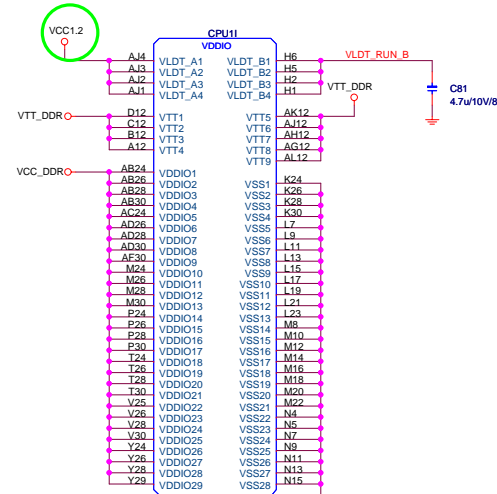 CPU1I
VCC1.2
VDDIO
AJ4 VLDT_A1 VLDT_B1 H6 VLDT_RUN_B
AJ3 VLDT_A2 VLDT_B2 H5
AJ2 VLDT_A3 VLDT_B3 H2
AJ1 VLDT_A4 VLDT_B4 H1
VTT_DDR
C81
4.7u/10V/8
VTT_DDR D12 VTT1 VTT5 AK12
C12 VTT2 VTT6 AJ12
B12 VTT3 VTT7 AH12
A12 VTT4 VTT8 AG12
VTT9 AL12
VCC_DDR AB24 VDDIO1 VSS1 K24
AB26 VDDIO2 VSS2 K26
AB28 VDDIO3 VSS3 K28
AB30 VDDIO4 VSS4 K30
AC24 VDDIO5 VSS5 L7
AD26 VDDIO6 VSS6 L9
AD28 VDDIO7 VSS7 L11
AD30 VDDIO8 VSS8 L13
AF30 VDDIO9 VSS9 L15
M24 VDDIO10 VSS10 L17
M26 VDDIO11 VSS11 L19
M28 VDDIO12 VSS12 L21
M30 VDDIO13 VSS13 L23
P24 VDDIO14 VSS14 M8
P26 VDDIO15 VSS15 M10
P28 VDDIO16 VSS16 M12
P30 VDDIO17 VSS17 M14
T24 VDDIO18 VSS18 M16
T26 VDDIO19 VSS19 M18
T28 VDDIO20 VSS20 M20
T30 VDDIO21 VSS21 M22
V25 VDDIO22 VSS22 N4
V26 VDDIO23 VSS23 N5
V28 VDDIO24 VSS24 N7
V30 VDDIO25 VSS25 N9
Y24 VDDIO26 VSS26 N11
Y26 VDDIO27 VSS27 N13
Y28 VDDIO28 VSS28 N15
Y29 VDDIO29